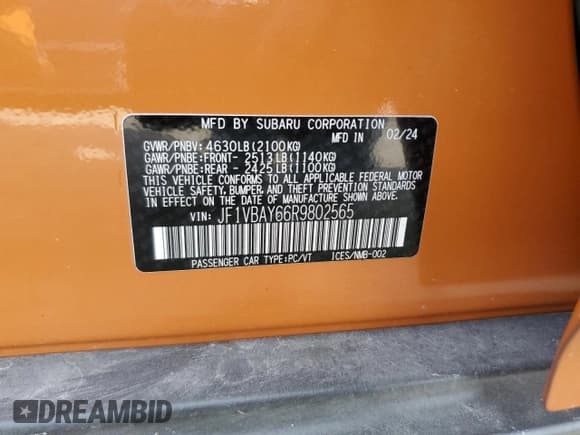 MFD BY SUBARU CORPORATION
MFD IN 02/24
GVWR/PNBV: 4630LB(2100KG)
GAWR/PNBE:FRONT- 2513LB(1140KG)
GAWR/PNBE:REAR - 2425LB(1100KG)
THIS VEHICLE CONFORMS TO ALL APPLICABLE FEDERAL MOTOR
VEHICLE SAFETY, BUMPER, AND THEFT PREVENTION STANDARDS
IN EFFECT ON THE DATE OF MANUFACTURE SHOWN ABOVE.
VIN: JF1VBAY66R9802565
PASSENGER CAR TYPE:PC/VT ICES/NMB-002
DREAMBID